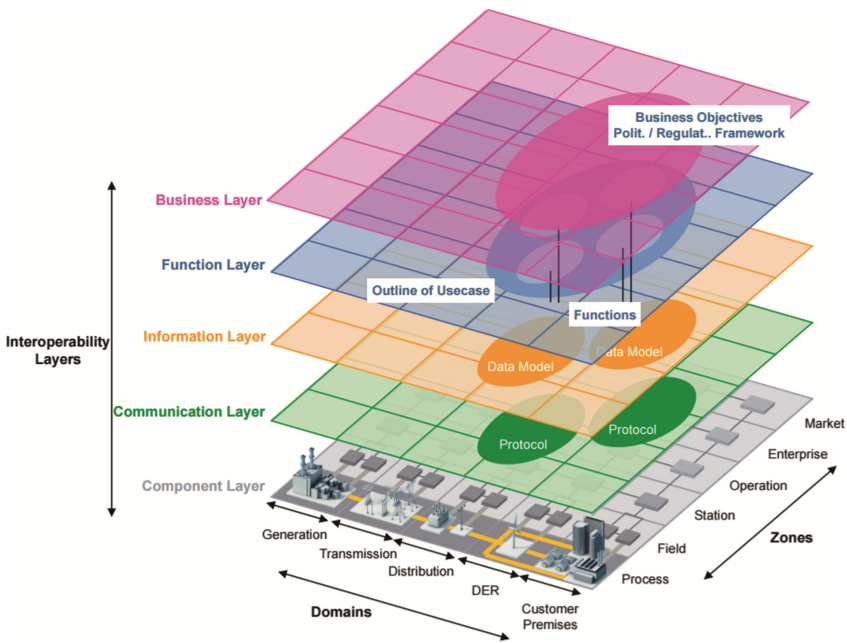 Business Objectives
Polit. / Regulat.. Framework
Business Layer
Function Layer
Outline of Usecase
Functions
Interoperability
Layers
Information Layer
Data Model
Data Model
Communication Layer
Protocol
Protocol
Component Layer
Market
Enterprise
Operation
Station
Field
Process
Zones
Generation
Transmission
Distribution
DER
Customer
Premises
Domains